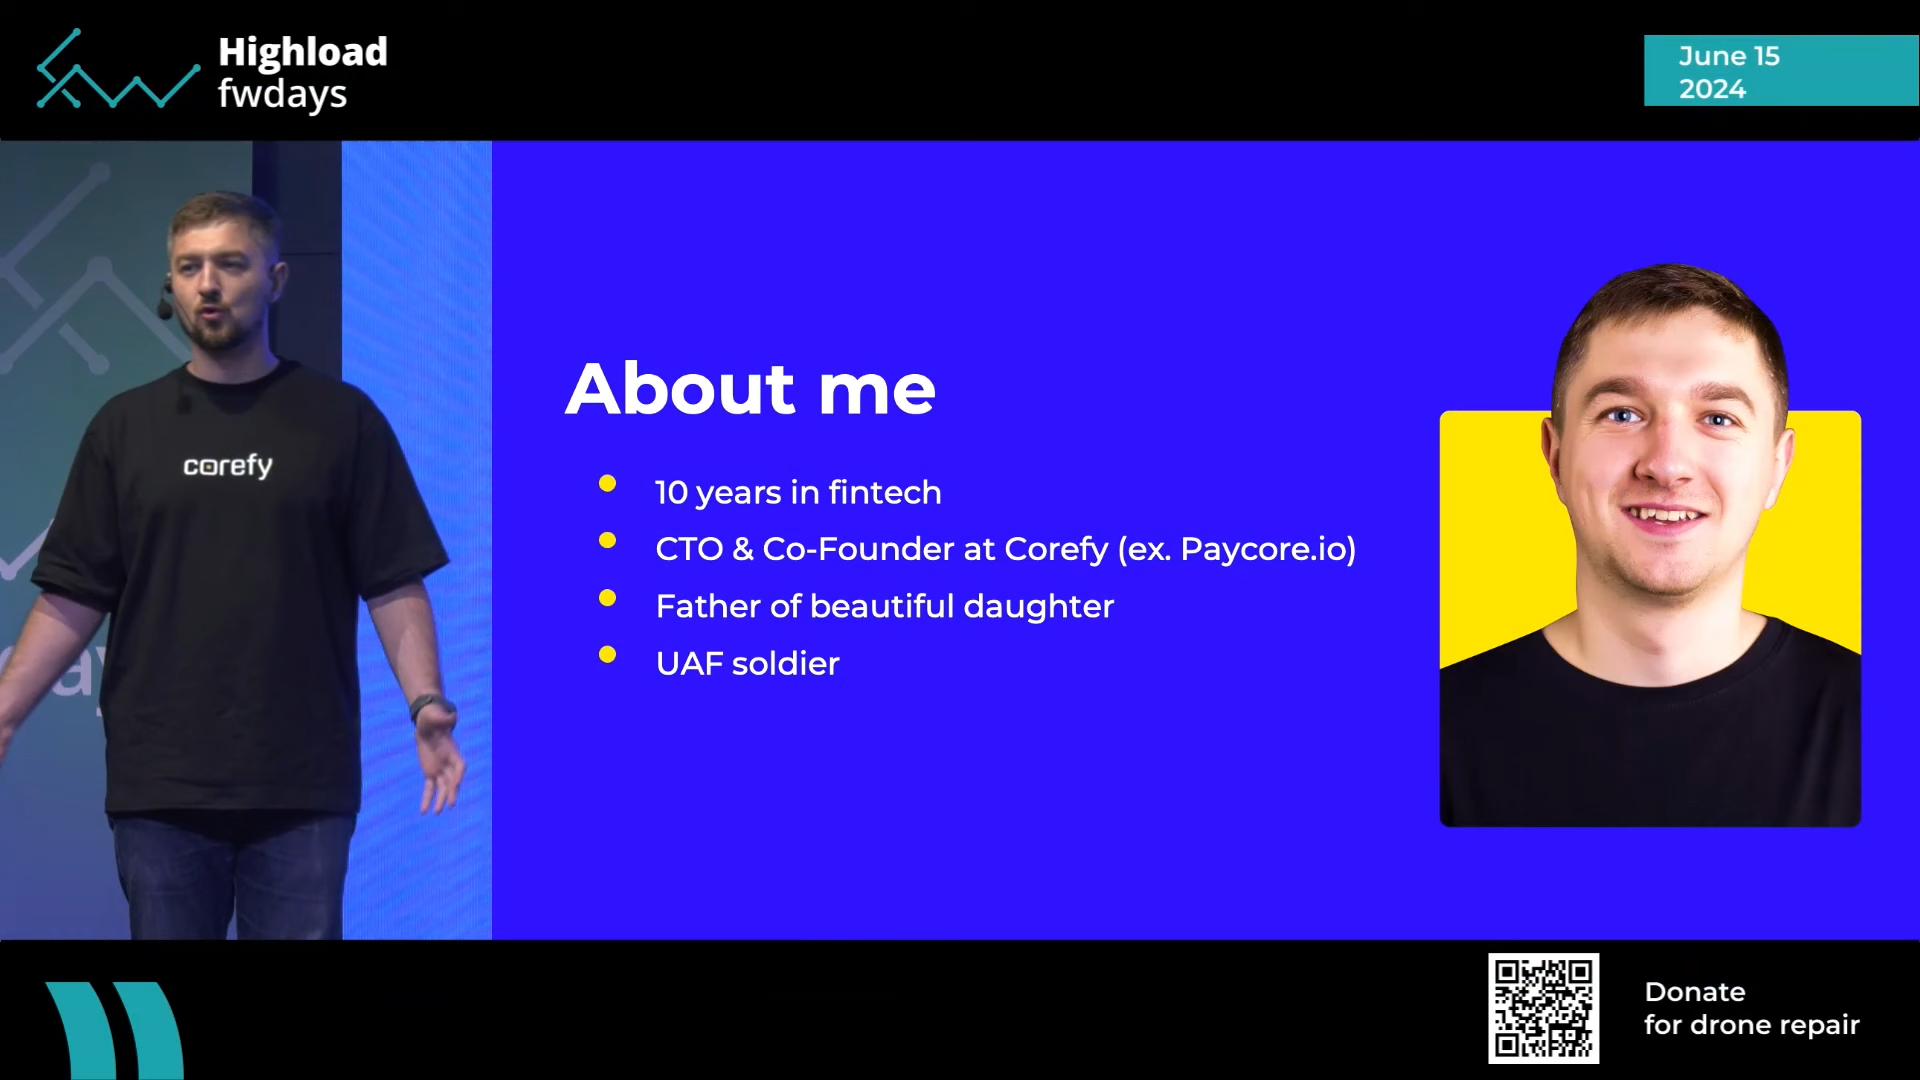 Highload
fwdays
June 15
2024
corefy
About me
10 years in fintech
CTO & Co-Founder at Corefy (ex. Paycore.io)
Father of beautiful daughter
UAF soldier
Donate
for drone repair